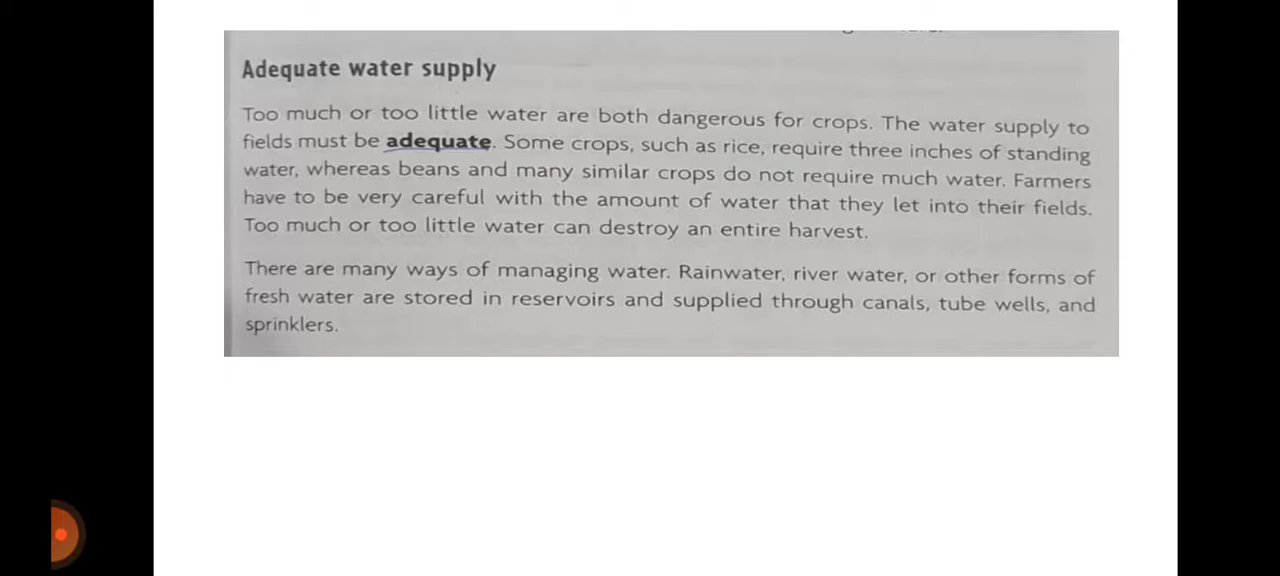 Adequate water supply
Too much or too little water are both dangerous for crops. The water supply to
fields must be adequate. Some crops, such as rice, require three inches of standing
water, whereas beans and many similar crops do not require much water. Farmers
have to be very careful with the amount of water that they let into their fields.
Too much or too little water can destroy an entire harvest.
There are many ways of managing water. Rainwater, river water, or other forms of
fresh water are stored in reservoirs and supplied through canals, tube wells, and
sprinklers.